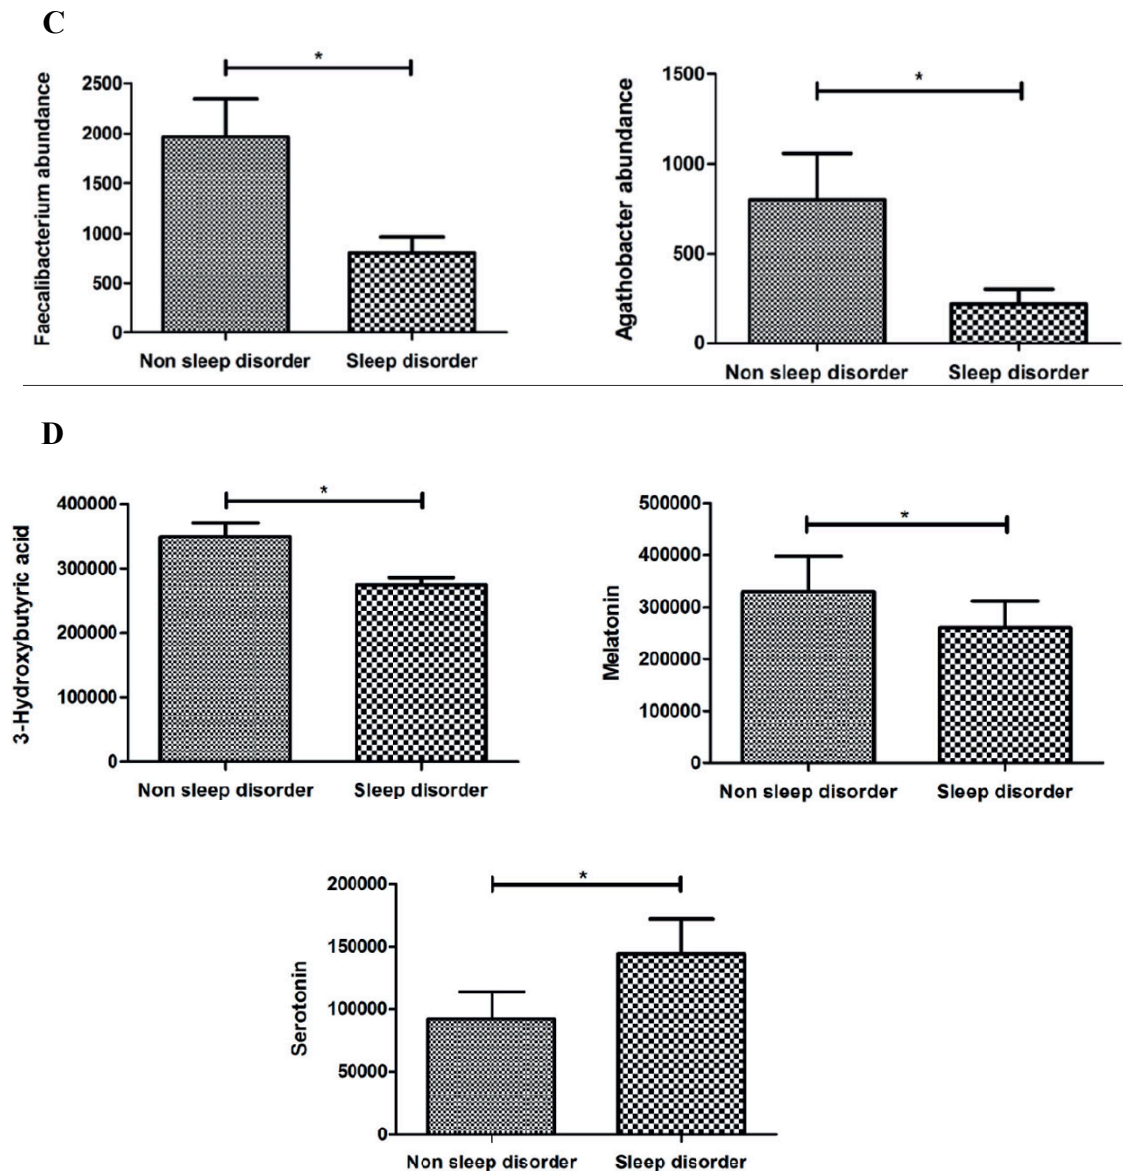 C
Faecalibacterium abundance
2500
2000
1500
1000
500
0
*
Non sleep disorder Sleep disorder
Agathobacter abundance
1500
1000
500
0
*
Non sleep disorder Sleep disorder
D
3-Hydroxybutyric acid
400000
300000
200000
100000
0
*
Non sleep disorder Sleep disorder
Melatonin
500000
400000
300000
200000
100000
0
*
Non sleep disorder Sleep disorder
Serotonin
200000
150000
100000
50000
0
*
Non sleep disorder Sleep disorder